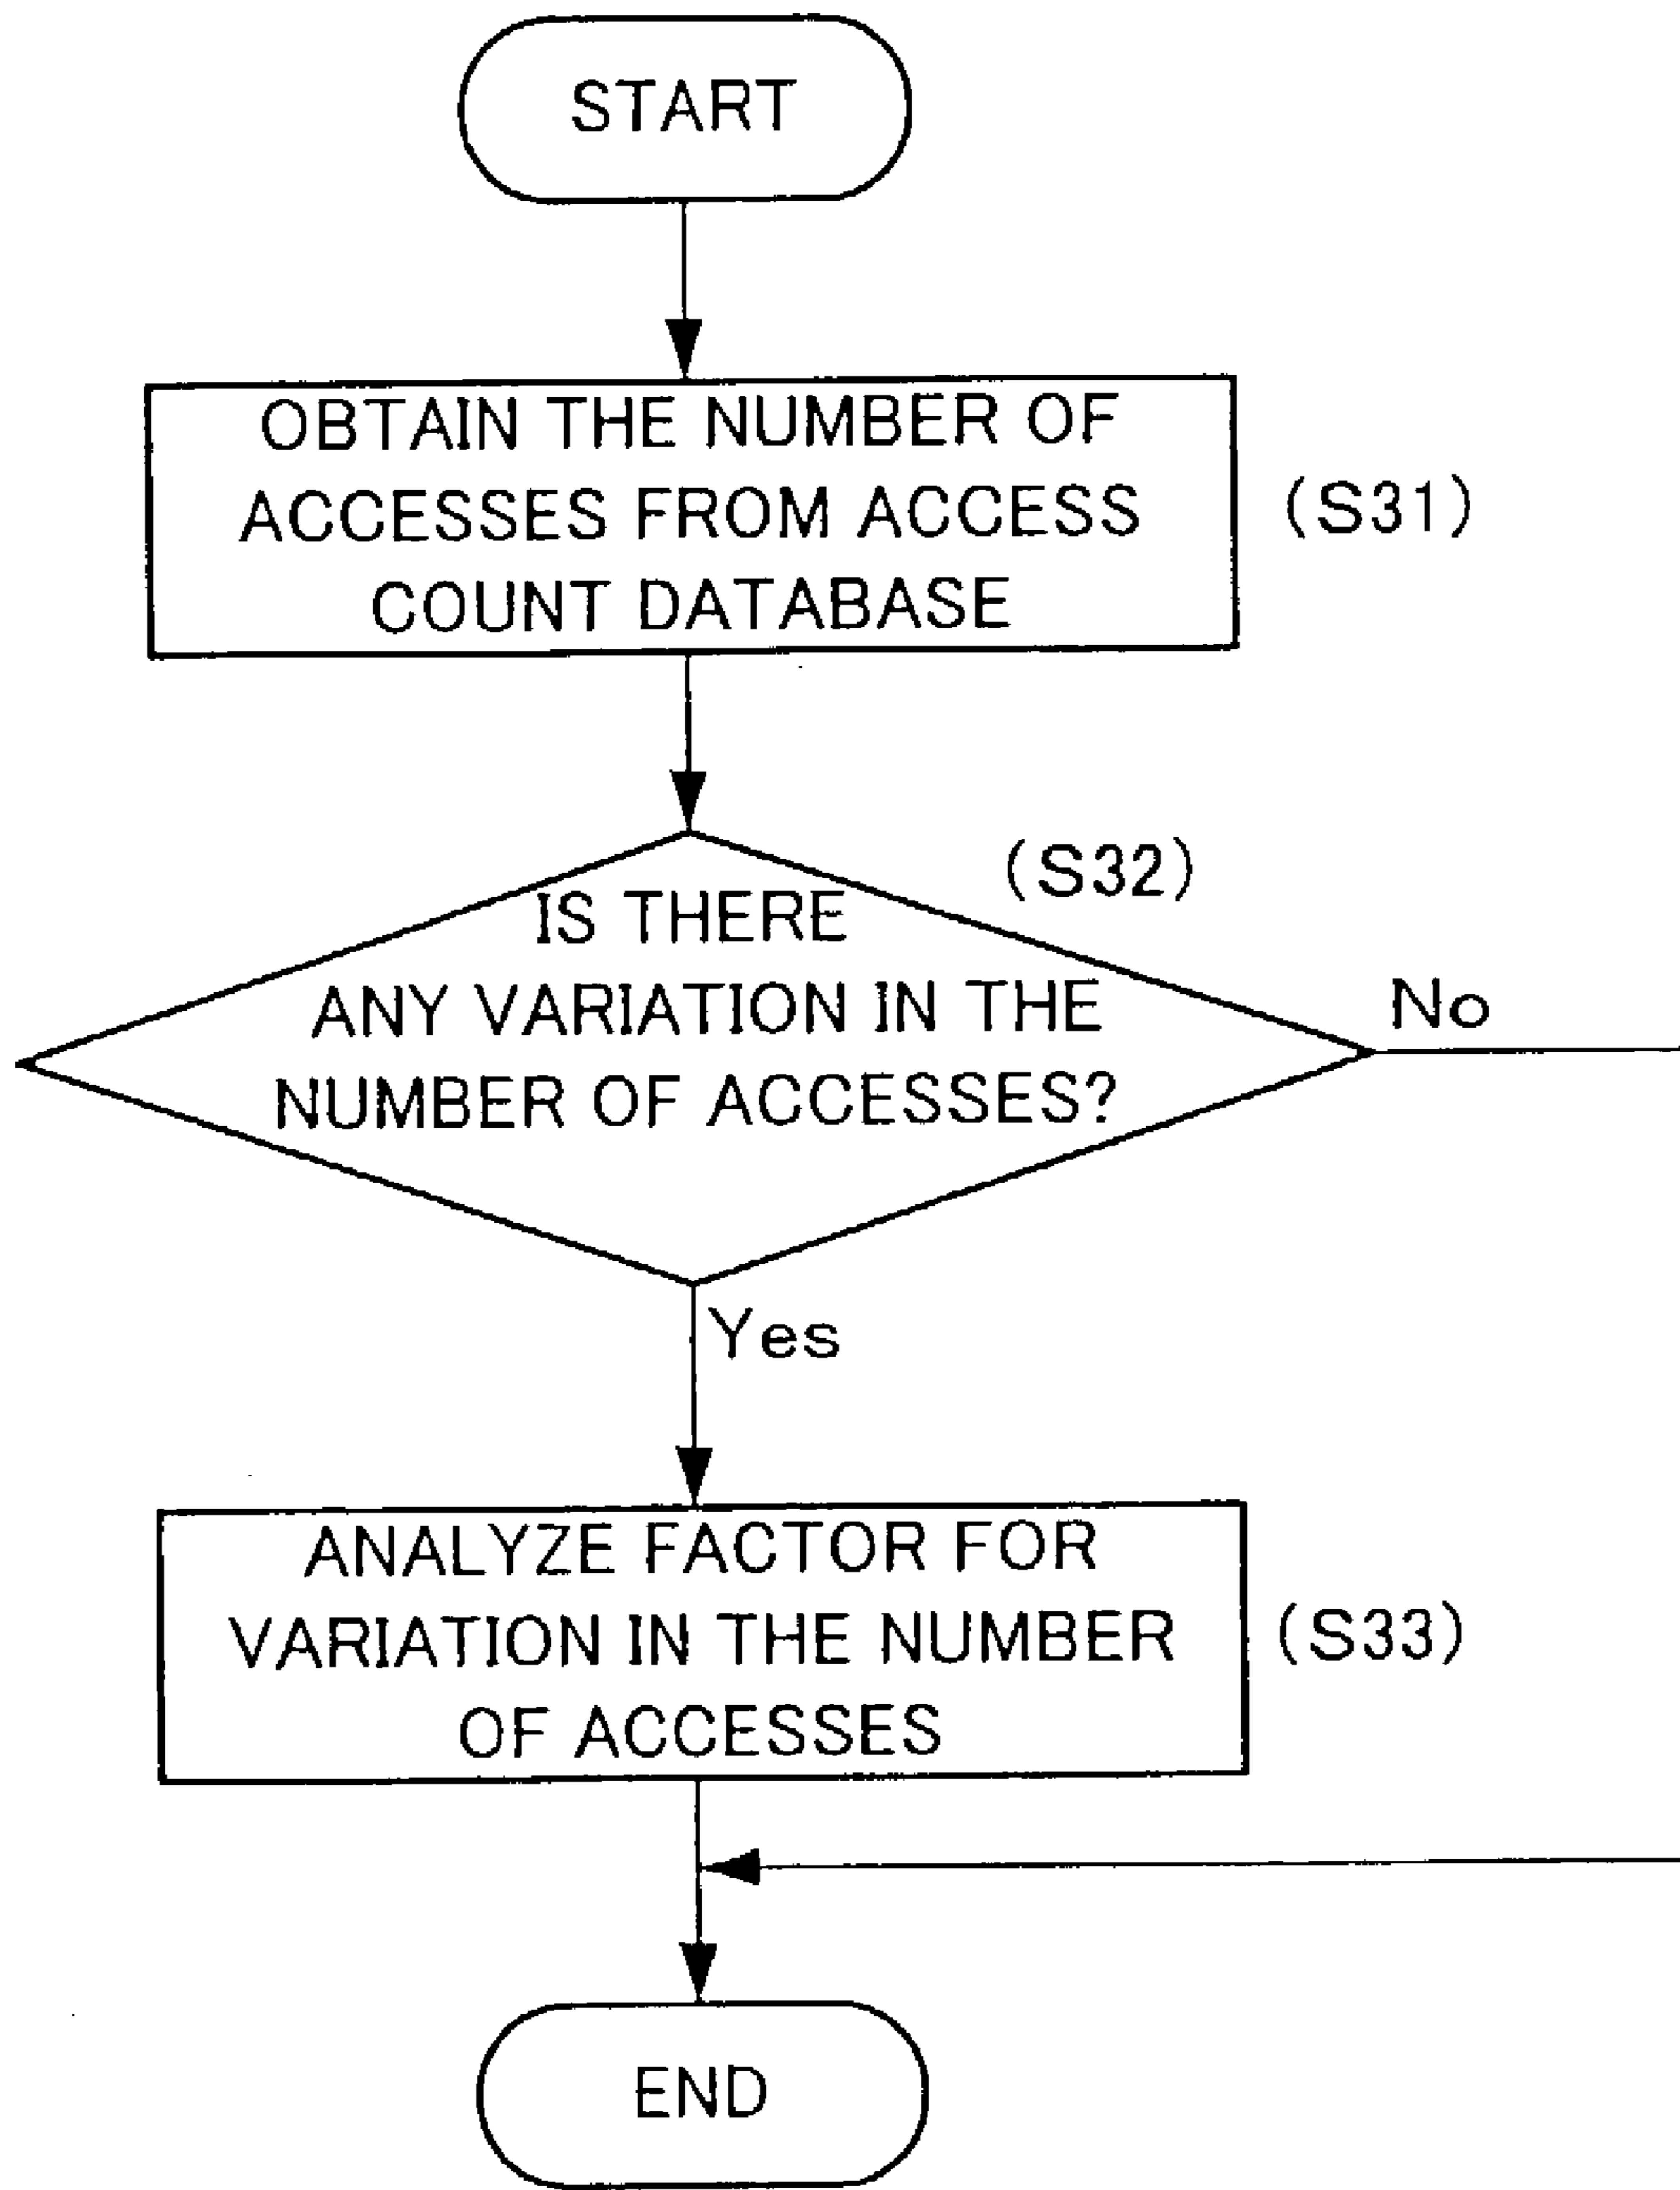 START
OBTAIN THE NUMBER OF
ACCESSES FROM ACCESS
COUNT DATABASE
(S31)
(S32)
IS THERE
ANY VARIATION IN THE
NUMBER OF ACCESSES?
No
Yes
ANALYZE FACTOR FOR
VARIATION IN THE NUMBER
OF ACCESSES
(S33)
END